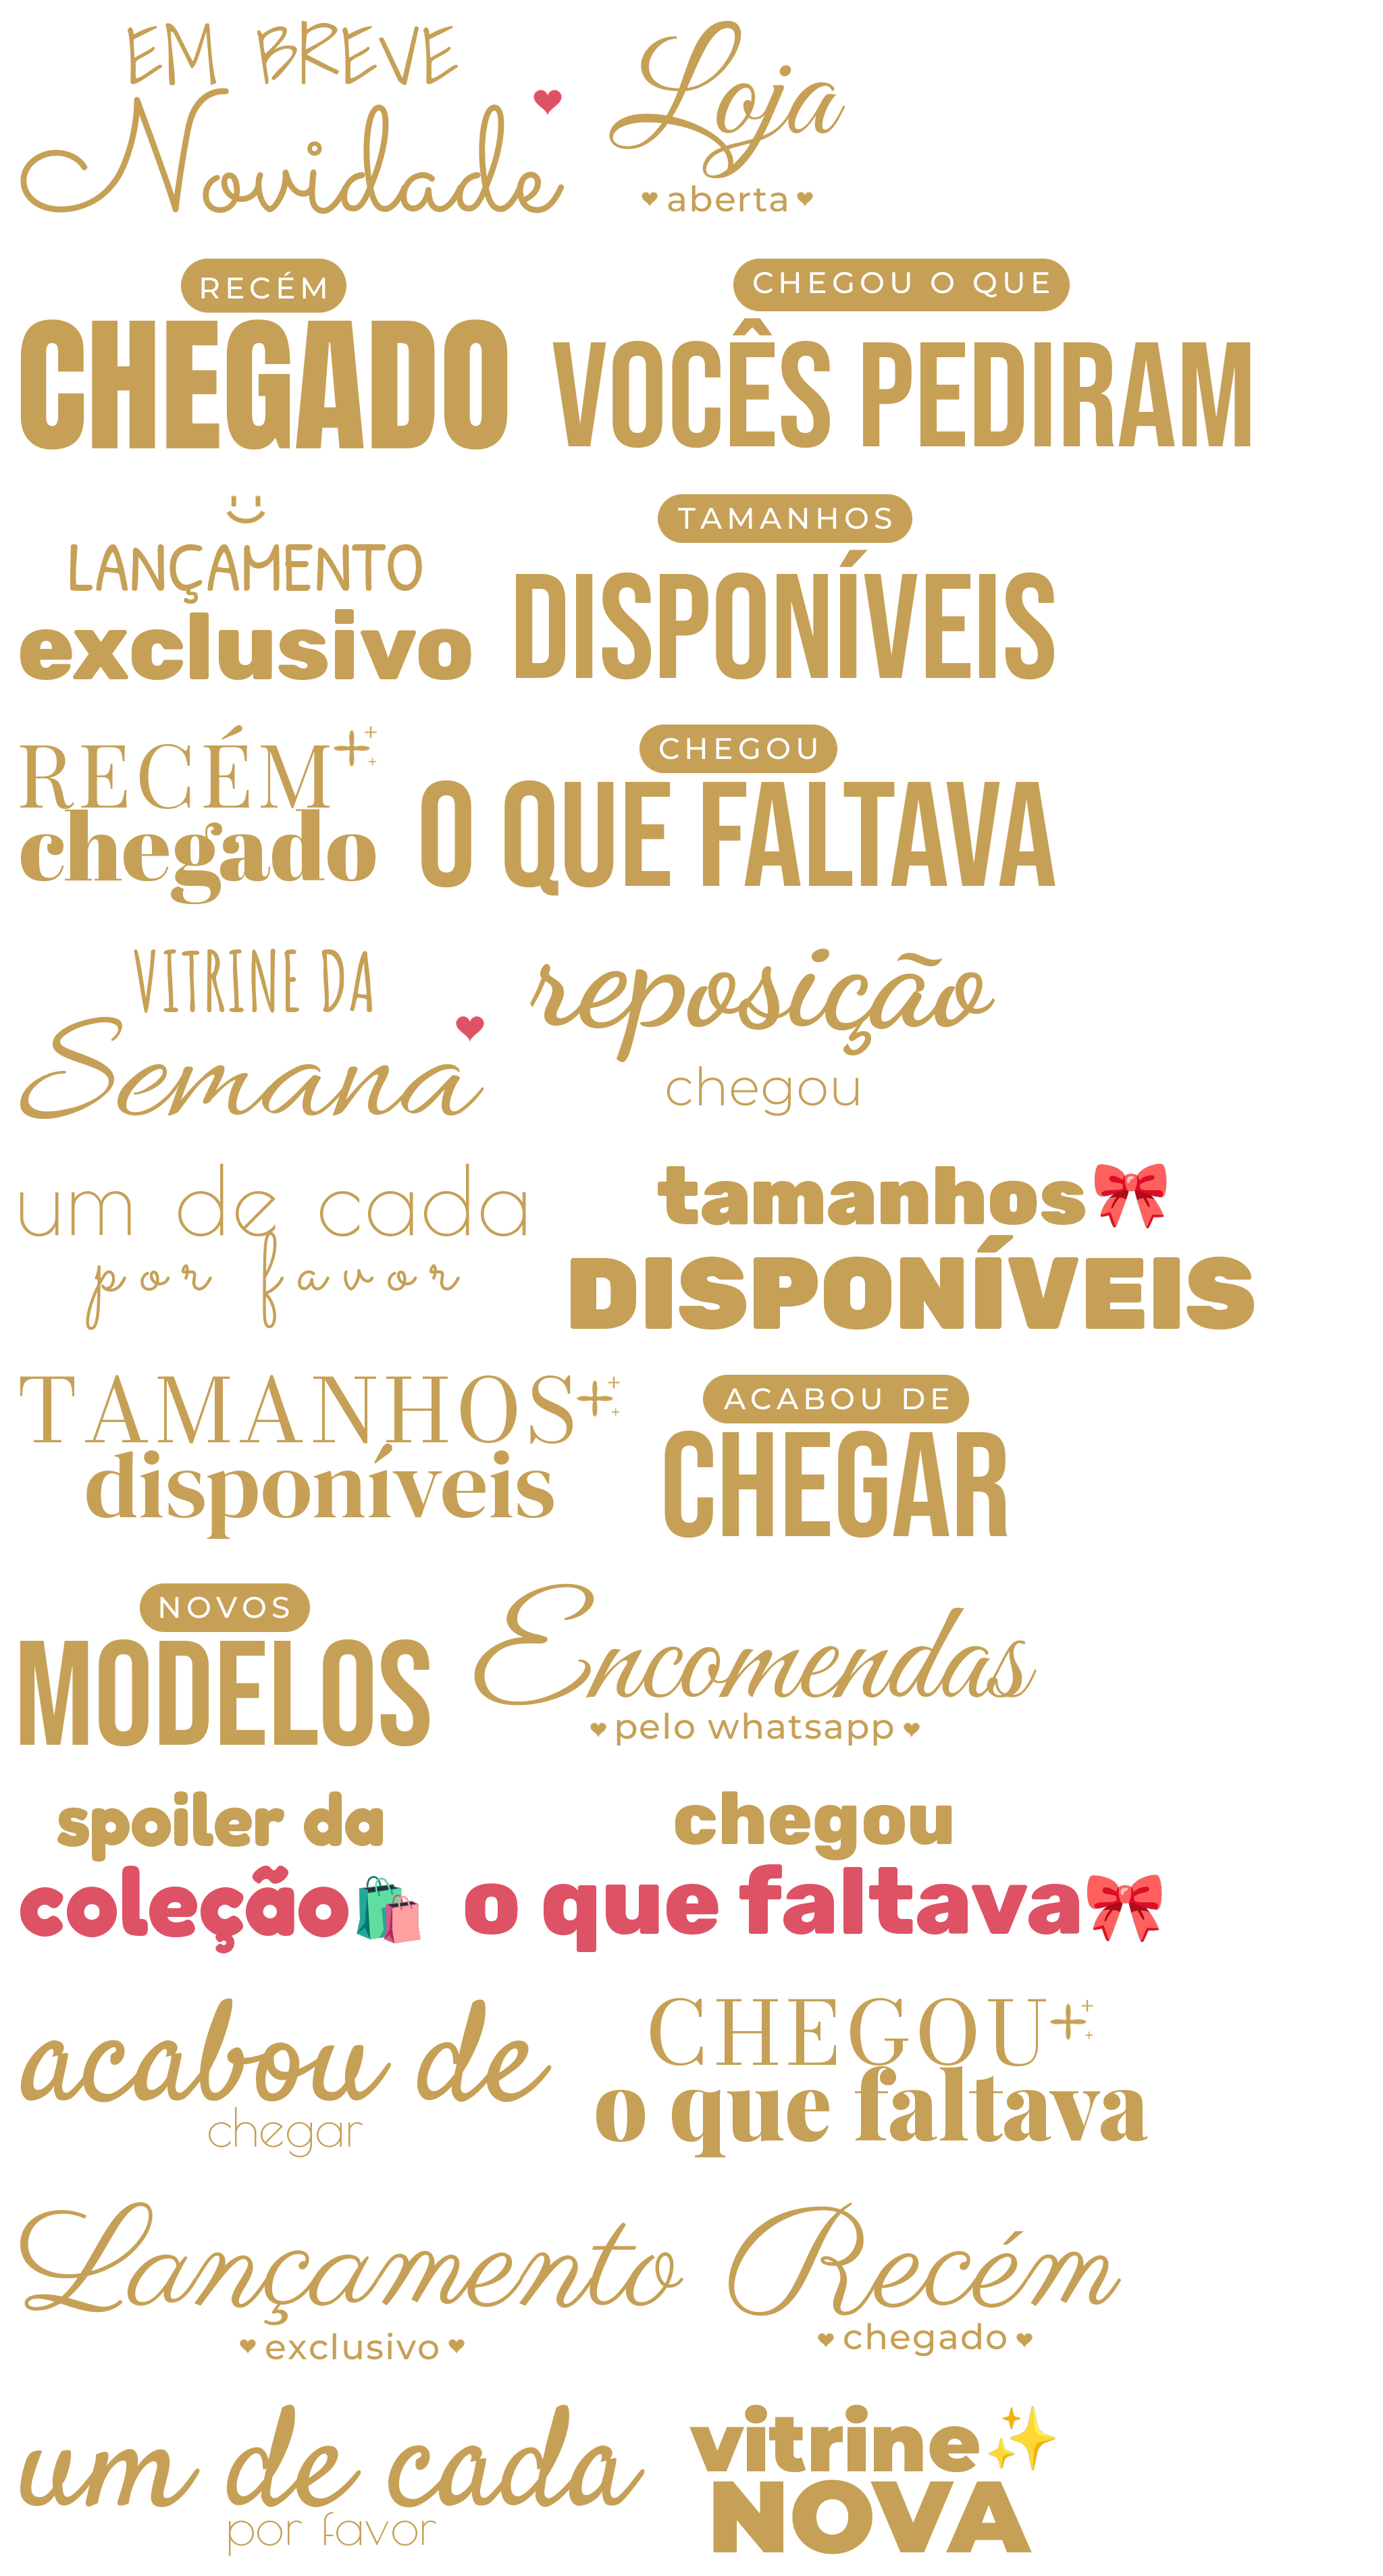 EM BREVE
Novidade
Loja
aberta
RECÉM
CHEGADO
CHEGOU O QUE
VOCÊS PEDIRAM
LANÇAMENTO
exclusivo
TAMANHOS
DISPONÍVEIS
RECÉM
chegado
CHEGOU
O QUE FALTAVA
VITRINE DA
Semana
reposição
chegou
um de cada
por favor
tamanhos
DISPONÍVEIS
TAMANHOS
disponíveis
ACABOU DE
CHEGAR
NOVOS
MODELOS
Encomendas
pelo whatsapp
spoiler da
coleção
chegou
o que faltava
acabou de
chegar
CHEGOU
o que faltava
Lançamento
exclusivo
Recém
chegado
um de cada
por favor
vitrine
NOVA